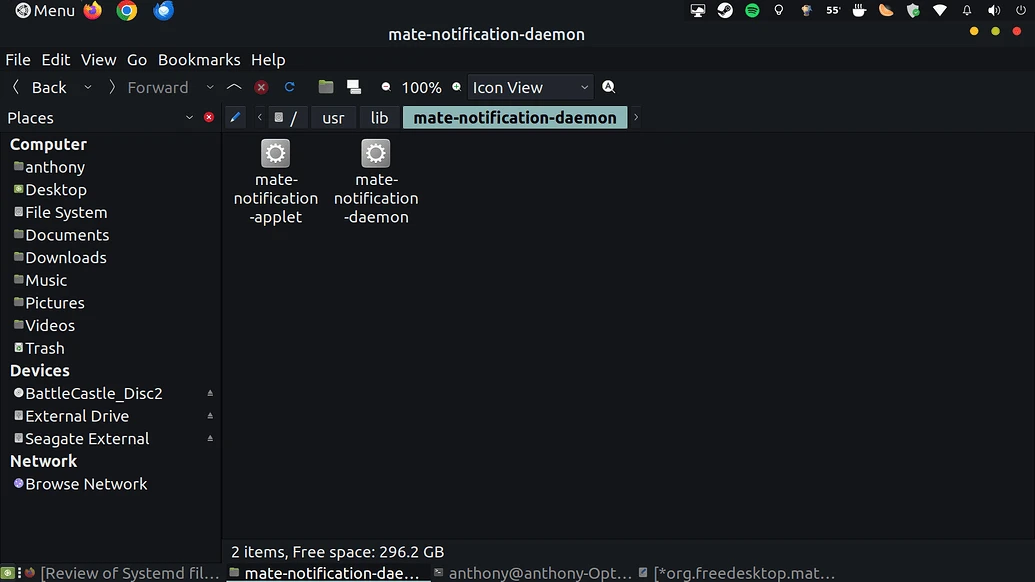 Menu
55°
mate-notification-daemon
File Edit View Go Bookmarks Help
Back Forward 100% Icon View
Places / usr lib mate-notification-daemon
Computer
anthony
Desktop
File System
Documents
Downloads
Music
Pictures
Videos
Trash
Devices
BattleCastle_Disc2
External Drive
Seagate External
Network
Browse Network
mate-
notification
-applet
mate-
notification
-daemon
2 items, Free space: 296.2 GB
[Review of Systemd fil... mate-notification-dae... anthony@anthony-Opt... [*org.freedesktop.mat...